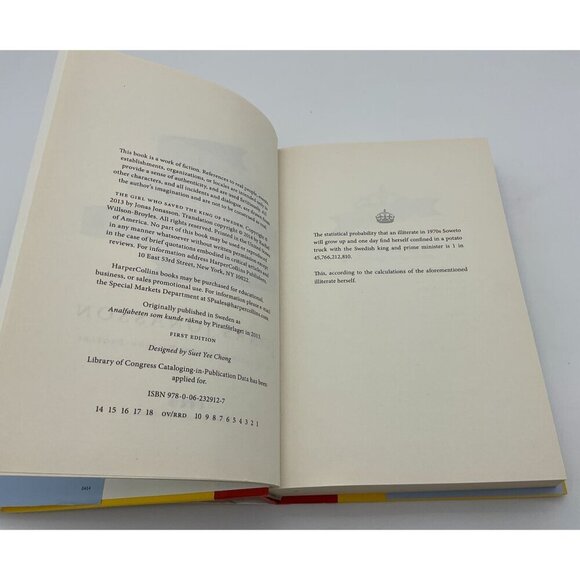 This book is a work of fiction. References to real people, events,
establishments, organizations, or locales are intended only to
provide a sense of authenticity, and are used fictitiously. All
other characters, and all incidents and dialogue, are drawn from
the author's imagination and are not to be construed as real.
THE GIRL WHO SAVED THE KING OF SWEDEN. Copyright ©
2013 by Jonas Jonasson. Translation copyright © 2014 by Rachel
Willson-Broyles. All rights reserved. Printed in the United States
of America. No part of this book may be used or reproduced
in any manner whatsoever without written permission except
in the case of brief quotations embodied in critical articles and
reviews. For information address HarperCollins Publishers,
10 East 53rd Street, New York, NY 10022.
HarperCollins books may be purchased for educational,
business, or sales promotional use. For information please e-mail
the Special Markets Department at SPsales@harpercollins.com.
Originally published in Sweden as
Analfabeten som kunde räkna by Piratförlaget in 2013.
FIRST EDITION
Designed by Suet Yee Chong
Library of Congress Cataloging-in-Publication Data has been
applied for.
ISBN 978-0-06-232912-7
14 15 16 17 18 OV/RRD 10 9 8 7 6 5 4 3 2 1
The statistical probability that an illiterate in 1970s Soweto
will grow up and one day find herself confined in a potato
truck with the Swedish king and prime minister is 1 in
45,766,212,810.
This, according to the calculations of the aforementioned
illiterate herself.